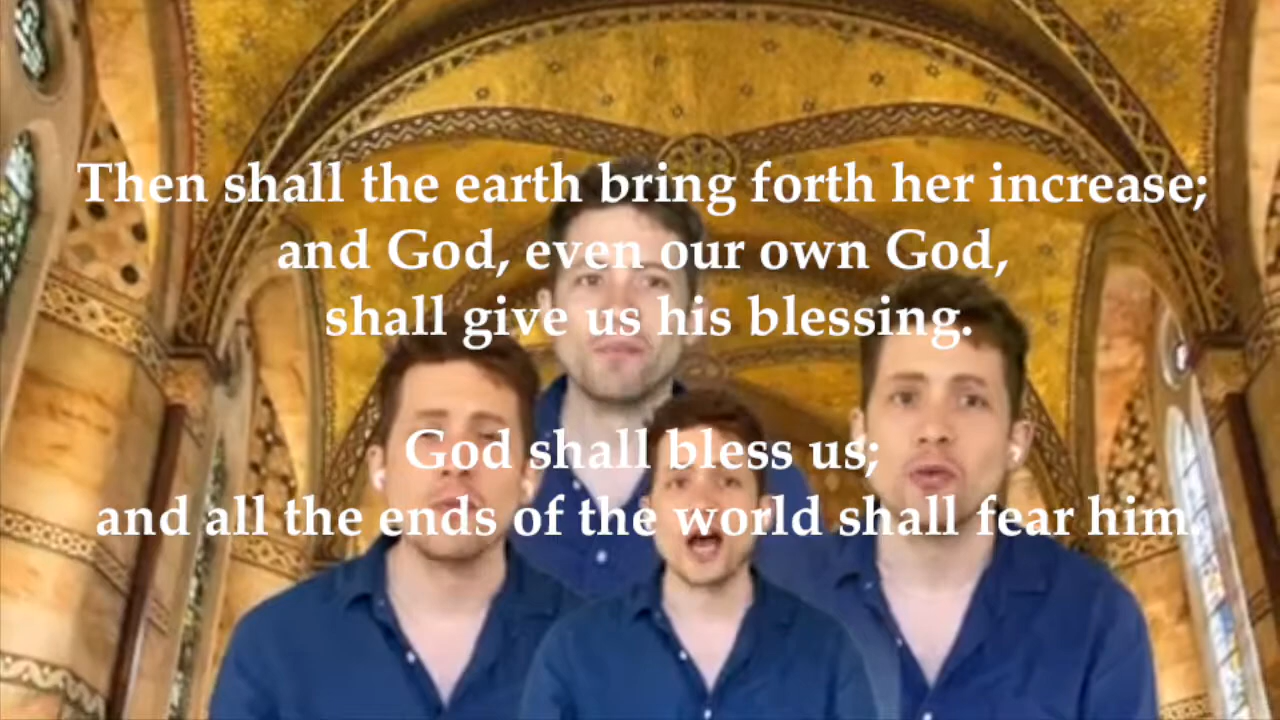 Then shall the earth bring forth her increase;
and God, even our own God,
shall give us his blessing.
God shall bless us;
and all the ends of the world shall fear him.